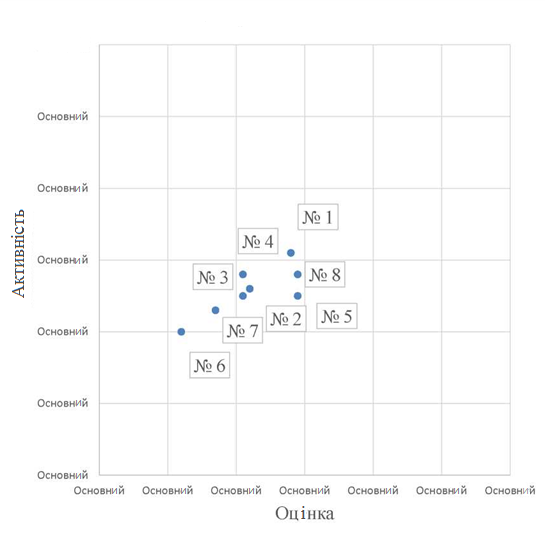 Основний
Основний
№ 1
№ 4
Основний
№ 3
№ 8
№ 2
№ 5
Основний
№ 7
№ 6
Основний
Основний
Активність
Основний Основний Основний Основний Основний Основний Основний
Оцінка